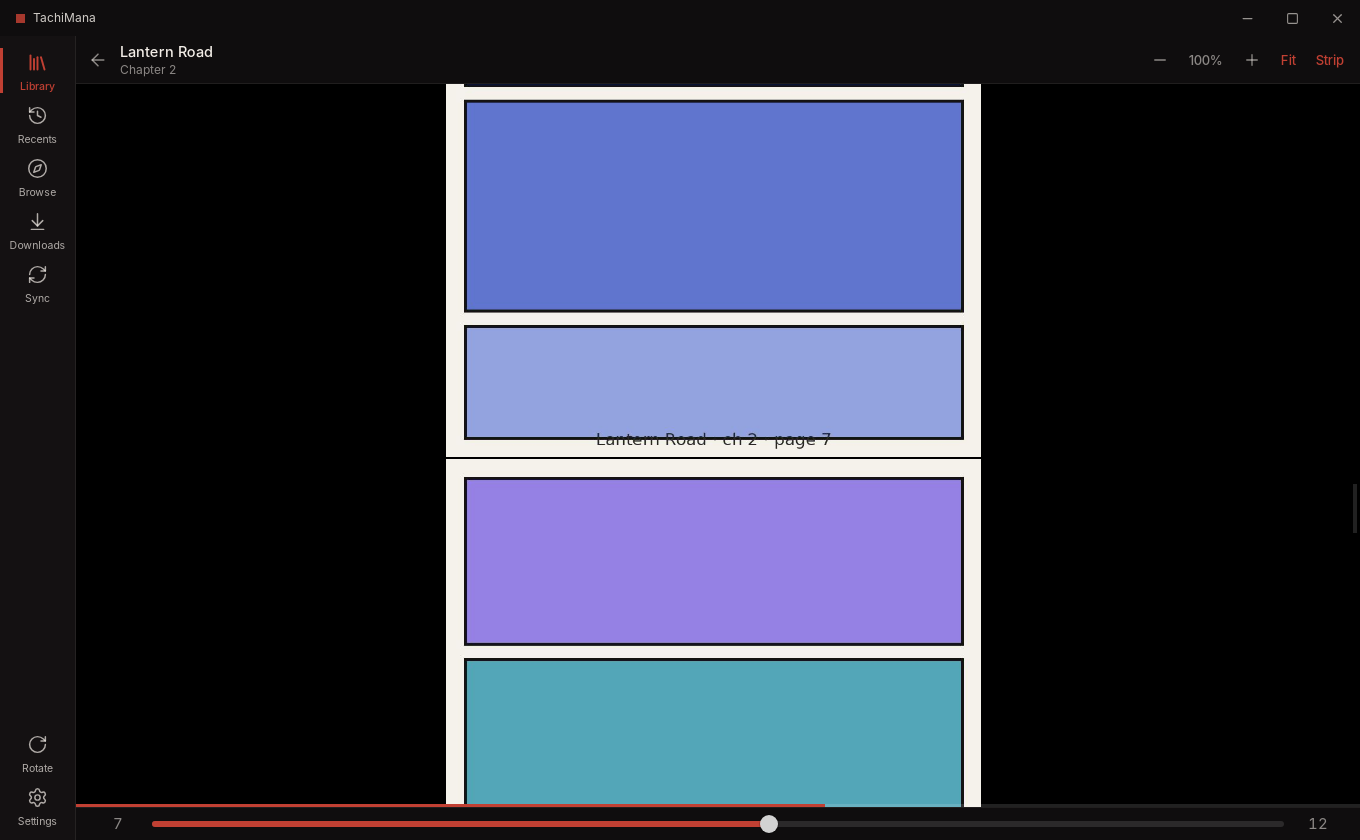 TachiMana
Lantern Road
Chapter 2
100%
Fit
Strip
Library
Recents
Browse
Downloads
Sync
Lantern Road - ch 2 - page 7
Rotate
Settings
7
12